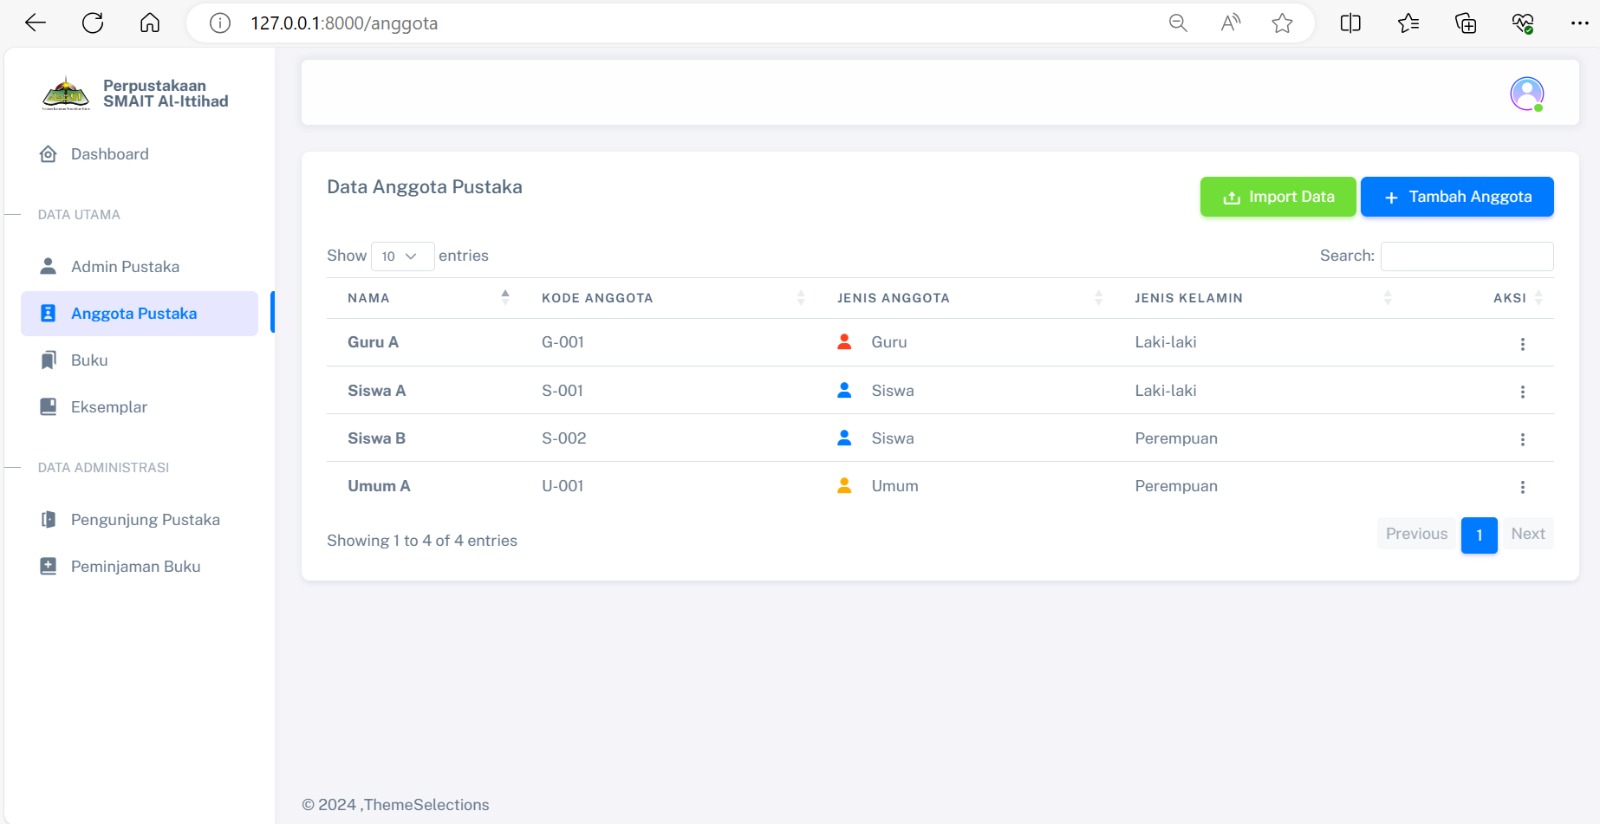 127.0.0.1:8000/anggota
Perpustakaan
SMAIT Al-Ittihad
Dashboard
DATA UTAMA
Admin Pustaka
Anggota Pustaka
Buku
Eksemplar
DATA ADMINISTRASI
Pengunjung Pustaka
Peminjaman Buku
Data Anggota Pustaka
Import Data
+ Tambah Anggota
Show 10 entries
Search:
NAMA KODE ANGGOTA JENIS ANGGOTA JENIS KELAMIN AKSI
Guru A G-001 Guru Laki-laki
Siswa A S-001 Siswa Laki-laki
Siswa B S-002 Siswa Perempuan
Umum A U-001 Umum Perempuan
Showing 1 to 4 of 4 entries
Previous 1 Next
© 2024 ,ThemeSelections